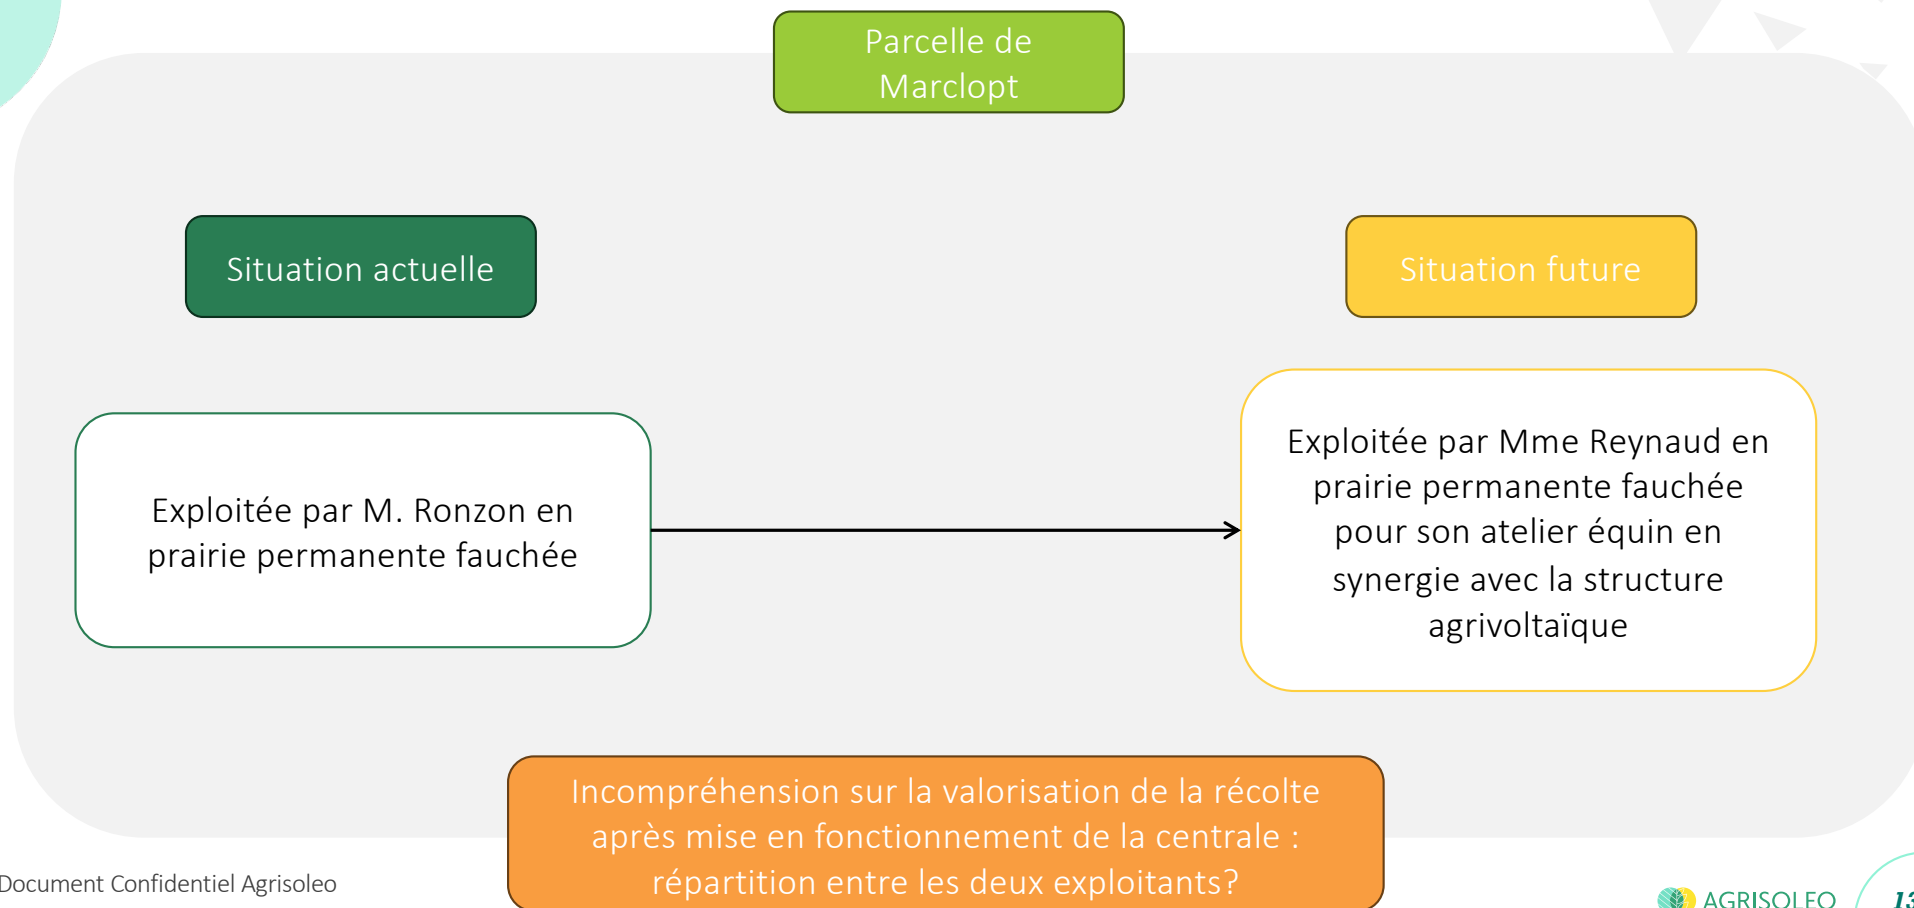 Parcelle de
Marclopt
Situation actuelle
Situation future
Exploitée par M. Ronzon en
prairie permanente fauchée
Exploitée par Mme Reynaud en
prairie permanente fauchée
pour son atelier équin en
synergie avec la structure
agrivoltaïque
Incompréhension sur la valorisation de la récolte
après mise en fonctionnement de la centrale :
répartition entre les deux exploitants?
Document Confidentiel Agrisoleo
AGRISOLEO
13